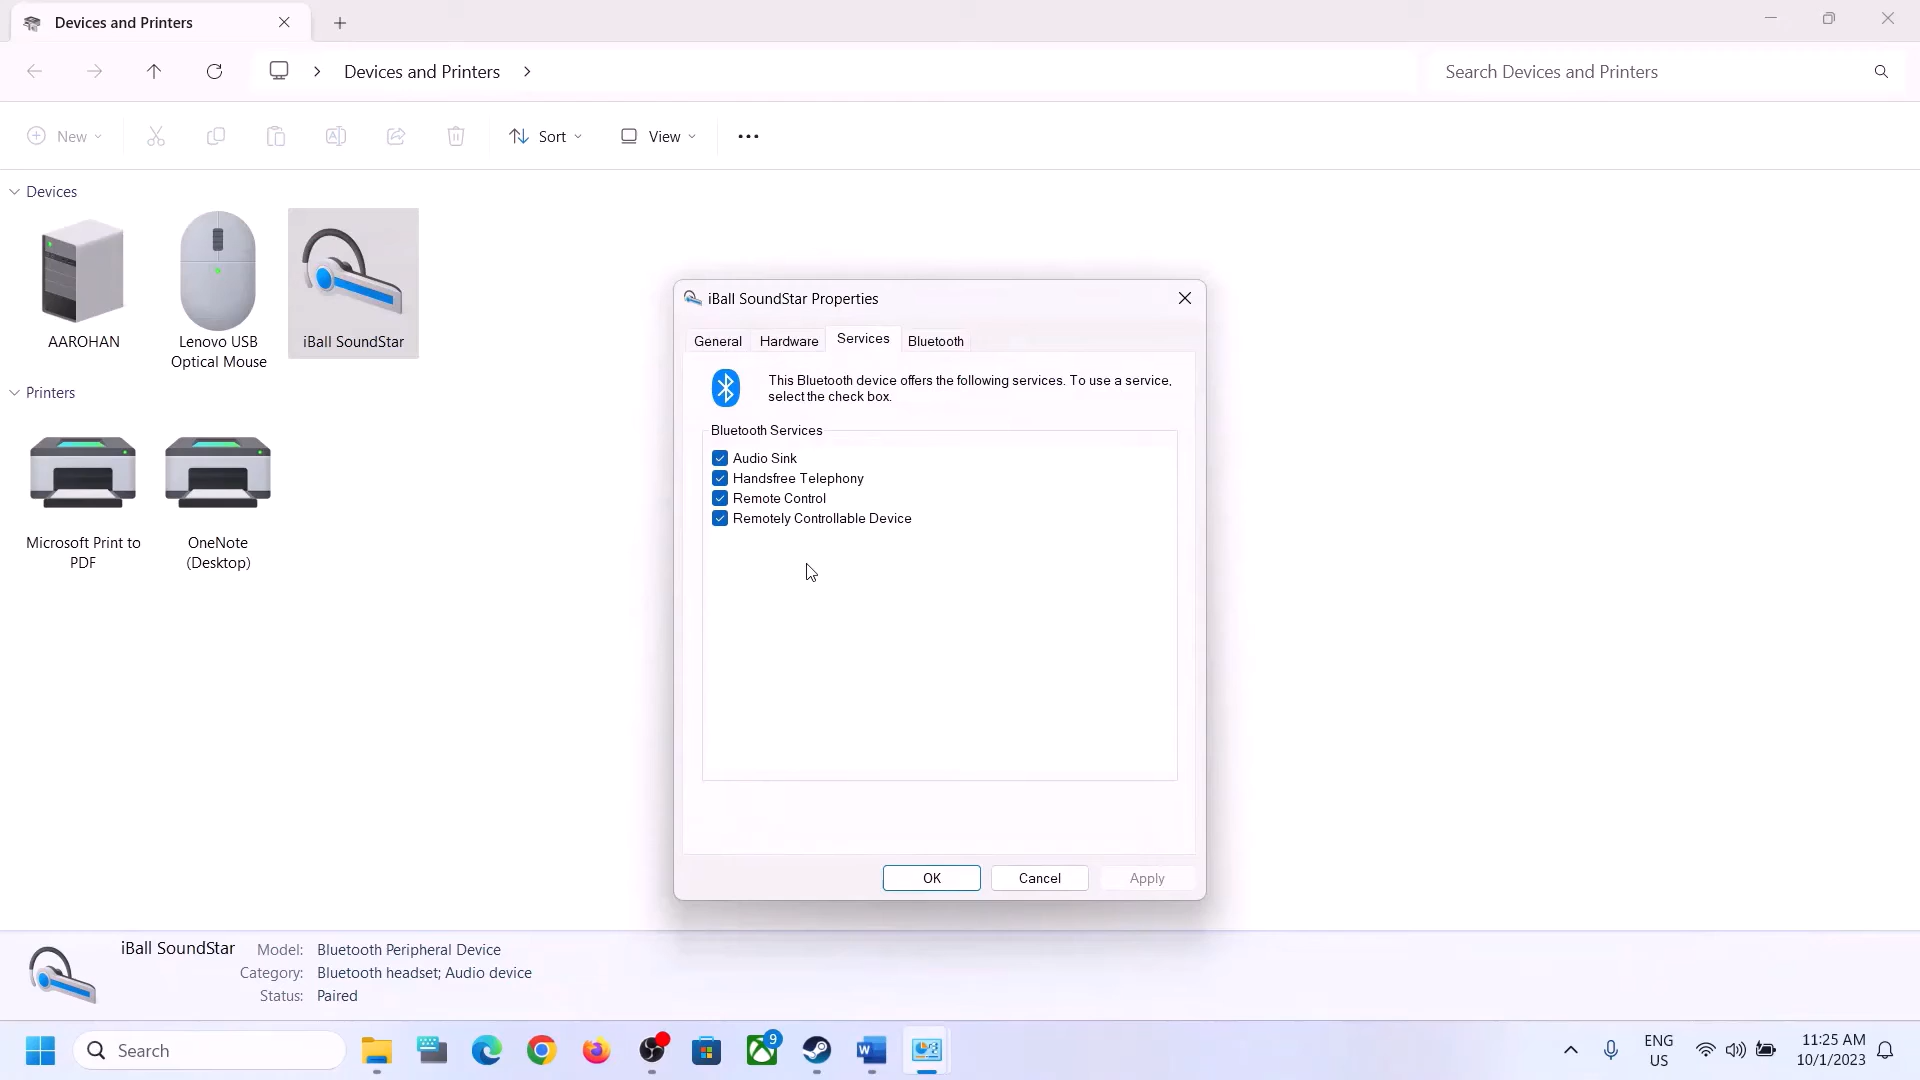 Devices and Printers
Devices and Printers
Search Devices and Printers
New
Sort
View
Devices
AAROHAN
Lenovo USB
Optical Mouse
iBall SoundStar
Printers
Microsoft Print to
PDF
OneNote
(Desktop)
iBall SoundStar Properties
General
Hardware
Services
Bluetooth
This Bluetooth device offers the following services. To use a service,
select the check box.
Bluetooth Services
Audio Sink
Handsfree Telephony
Remote Control
Remotely Controllable Device
OK
Cancel
Apply
iBall SoundStar
Model: Bluetooth Peripheral Device
Category: Bluetooth headset; Audio device
Status: Paired
Search
9
ENG
US
11:25 AM
10/1/2023